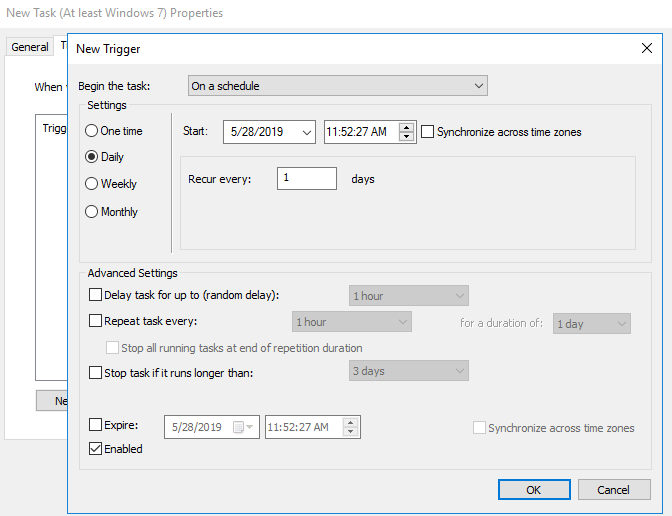 New Task (At least Windows 7) Properties
General
New Trigger
Begin the task: On a schedule
Settings
One time
Start: 5/28/2019 11:52:27 AM Synchronize across time zones
Daily
Recur every: 1 days
Weekly
Monthly
Advanced Settings
Delay task for up to (random delay): 1 hour
Repeat task every: 1 hour for a duration of: 1 day
Stop all running tasks at end of repetition duration
Stop task if it runs longer than: 3 days
Expire: 5/28/2019 11:52:27 AM Synchronize across time zones
Enabled
OK Cancel